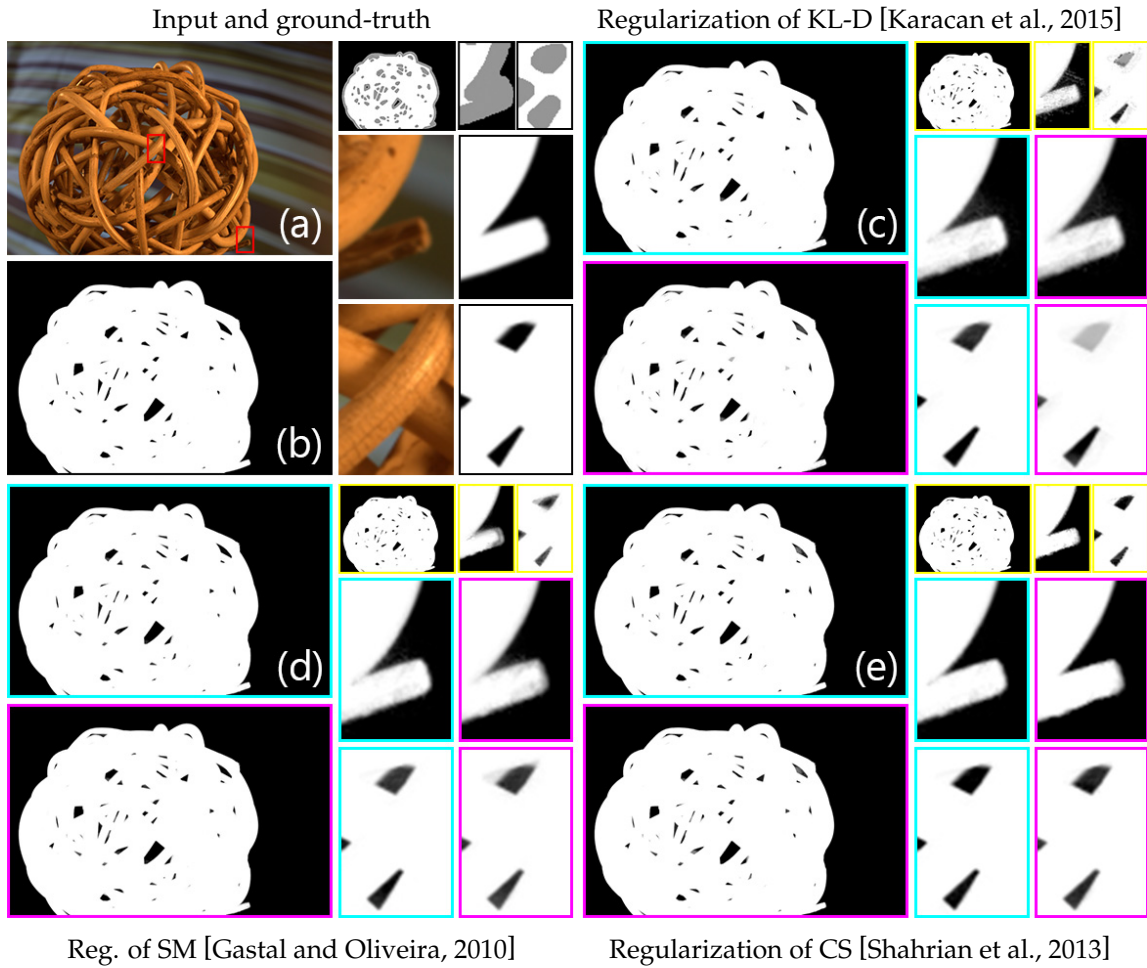 Input and ground-truth
Regularization of KL-D [Karacan et al., 2015]
(a)
(b)
(c)
(d)
(e)
Reg. of SM [Gastal and Oliveira, 2010]
Regularization of CS [Shahrian et al., 2013]